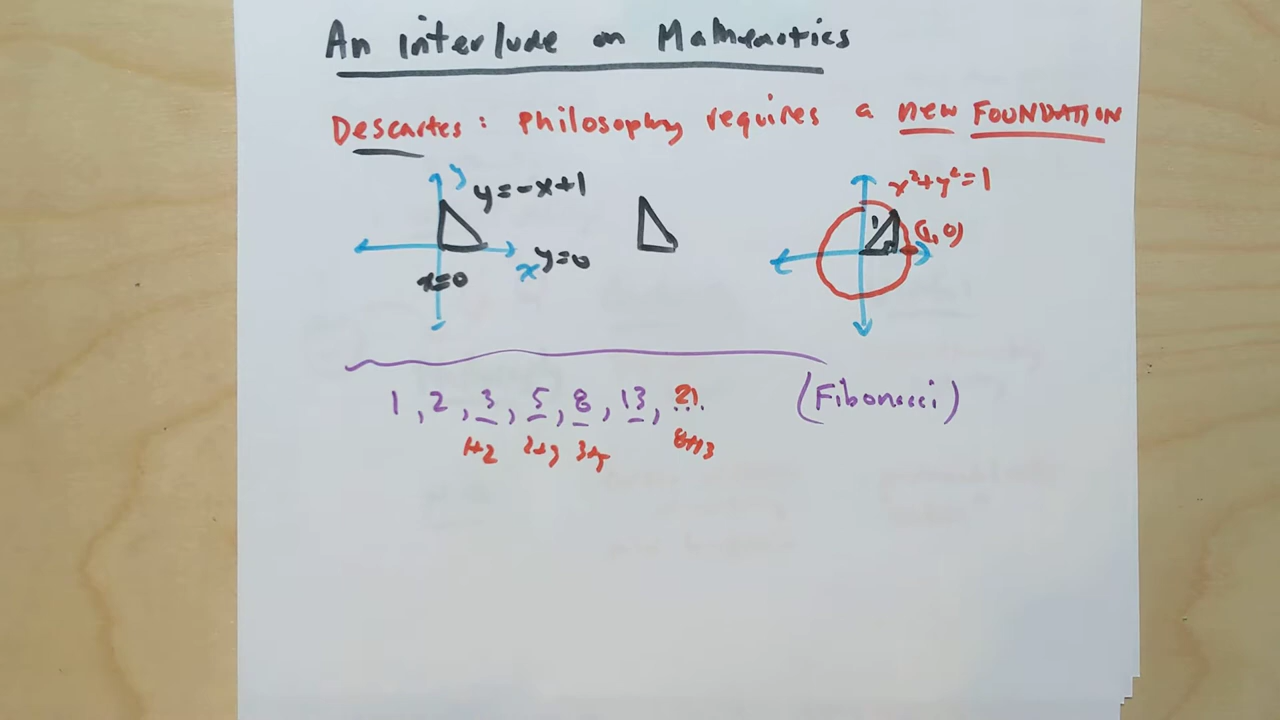 An interlude on Mathematics
Descartes: Philosophy requires a new FOUNDATION
y
y=-x+1
x²+y²=1
1
(1, 0)
y=0
x
x=0
1, 2, 3, 5, 8, 13, 21...
(Fibonacci)
1+2 2+3 3+5 8+13